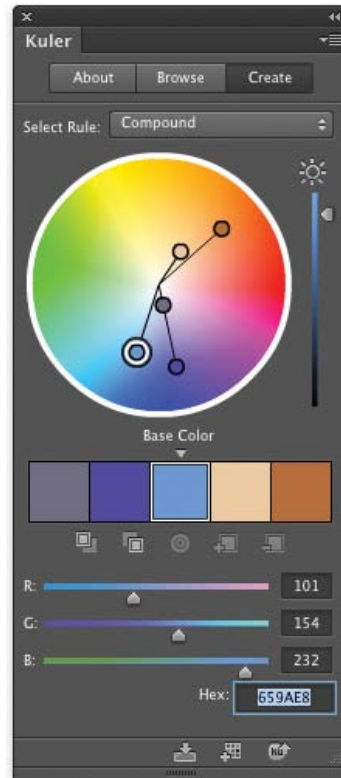 Kuler
About Browse Create
Select Rule: Compound
Base Color
R: 101
G: 154
B: 232
Hex: 659AE8